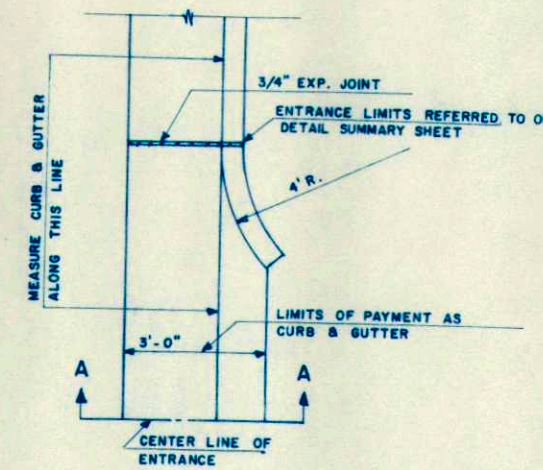 3/4" EXP. JOINT
ENTRANCE LIMITS REFERRED TO O
DETAIL SUMMARY SHEET
4' R.
MEASURE CURB & GUTTER
ALONG THIS LINE
LIMITS OF PAYMENT AS
CURB & GUTTER
3'-0"
A
A
CENTER LINE OF
ENTRANCE